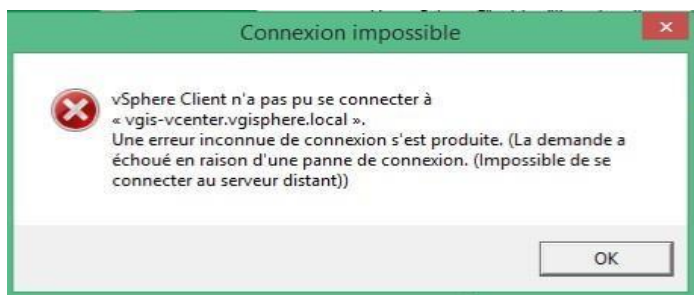 Connexion impossible
vSphere Client n'a pas pu se connecter à
« vgis-vcenter.vgisphere.local ».
Une erreur inconnue de connexion s'est produite. (La demande a
échoué en raison d'une panne de connexion. (Impossible de se
connecter au serveur distant))
OK